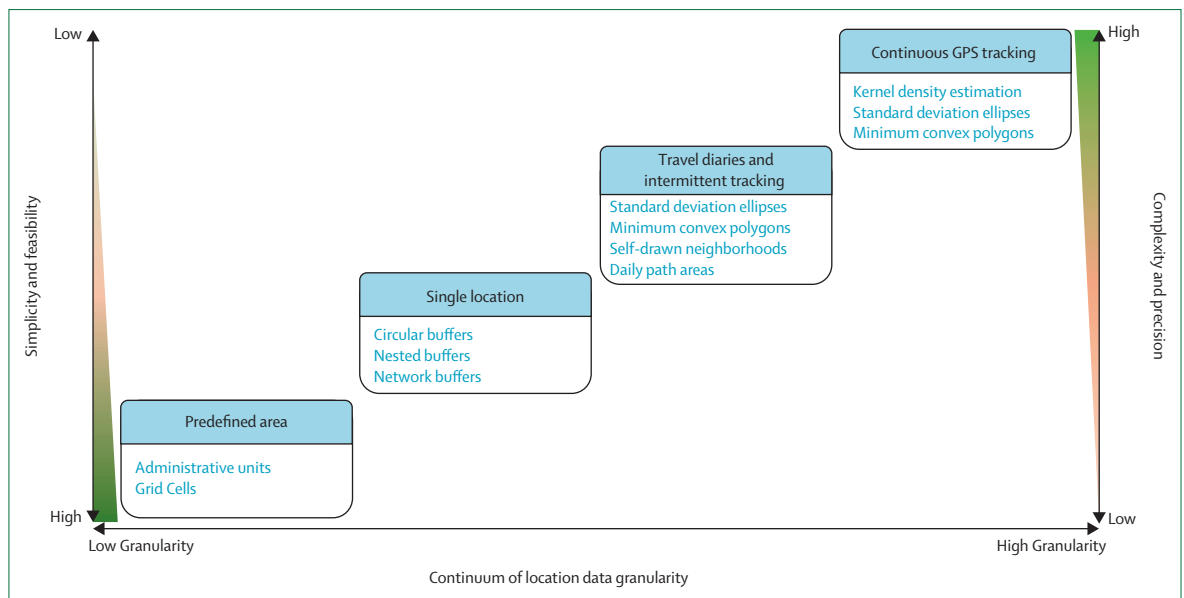 Low
High
Continuous GPS tracking
Kernel density estimation
Standard deviation ellipses
Minimum convex polygons
Travel diaries and
intermittent tracking
Standard deviation ellipses
Minimum convex polygons
Self-drawn neighborhoods
Daily path areas
Simplicity and feasibility
Complexity and precision
Single location
Circular buffers
Nested buffers
Network buffers
Predefined area
Administrative units
Grid Cells
High
Low
Low Granularity
High Granularity
Continuum of location data granularity